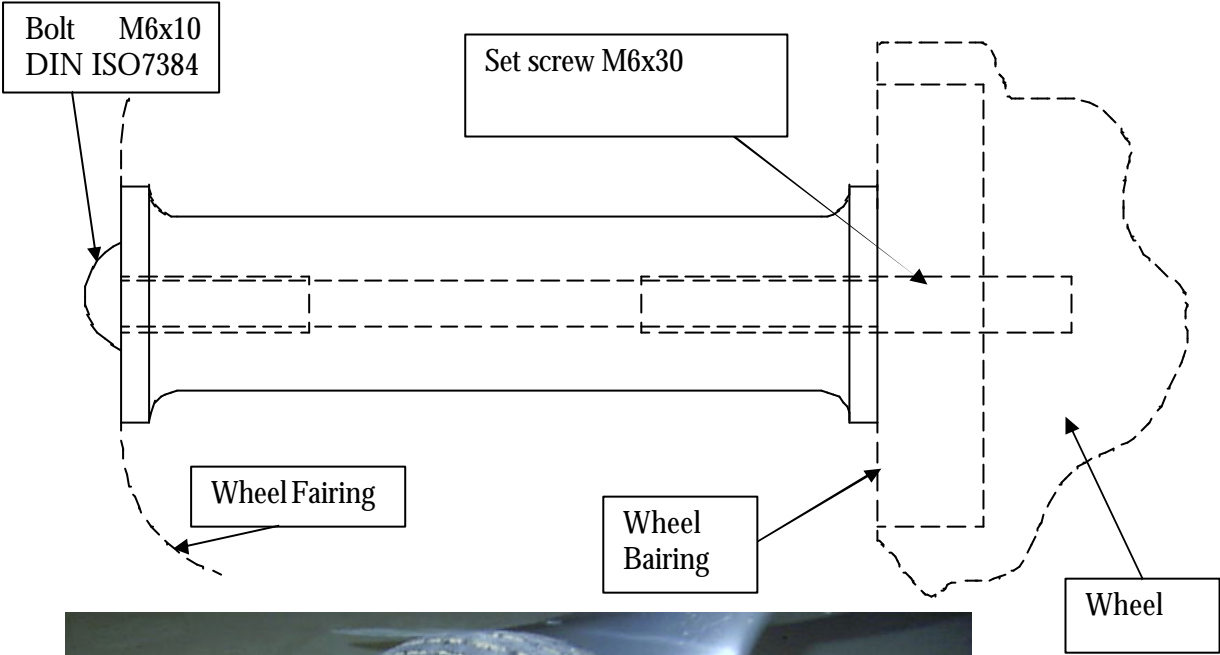 Bolt M6x10
DIN ISO7384
Set screw M6x30
Wheel Fairing
Wheel
Bairing
Wheel